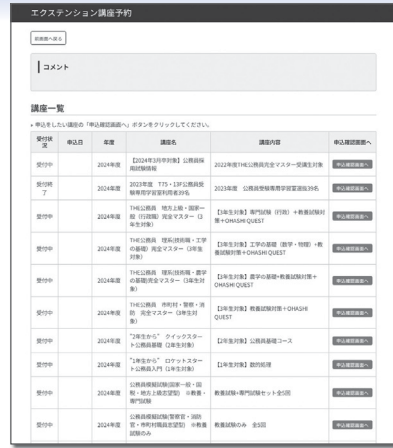 エクステンション講座予約
前画面へ戻る
コメント
講座一覧
申込をしたい講座の「申込確認画面へ」ボタンをクリックしてください。
受付状況 申込日 年度 講座名 講座内容 申込確認画面へ
受付中 2024年度 【2024年3月卒対象】公務員採 2022年度THE公務員完全マスター受講生対象 申込確認画面へ
用試験情報
受付終 2023年度 2023年度 T75・13F公務員受 2023年度 公務員受験専用学習室選抜39名 申込確認画面へ
了 験専用学習室利用者39名
THE公務員 地方上級・国家一
受付中 2024年度 般（行政職）完全マスター（3 【3年生対象】専門試験（行政）＋教養試験対 申込確認画面へ
年生対象） 策＋OHASHI QUEST
THE公務員 理系(技術職・工学
受付中 2024年度 の基礎）完全マスター（3年生 【3年生対象】工学の基礎（数学・物理）+教 申込確認画面へ
対象） 養試験対策＋OHASHI QUEST
THE公務員 理系(技術職・農学
受付中 2024年度 の基礎)完全マスター（3年生対 【3年生対象】農学の基礎+教養試験対策＋ 申込確認画面へ
象） OHASHI QUEST
THE公務員 市町村・警察・消
受付中 2024年度 防 完全マスター（3年生対 【3年生対象】教養試験対策＋OHASHI 申込確認画面へ
象） QUEST
受付中 2024年度 "2年生から" クイックスター 【2年生対象】公務員基礎コース 申込確認画面へ
ト公務員基礎（2年生対象）
受付中 2024年度 "1年生から" ロケットスター 【1年生対象】数的処理 申込確認画面へ
ト公務員入門（1年生対象）
公務員模擬試験(国家一般・国
受付中 2024年度 税・地方上級志望型) ※教養・ 教養試験+専門試験セット全5回 申込確認画面へ
専門試験
公務員模擬試験(警察官・消防
受付中 2024年度 官・市町村職員志望型) ※教養 教養試験のみ 全5回 申込確認画面へ
試験のみ